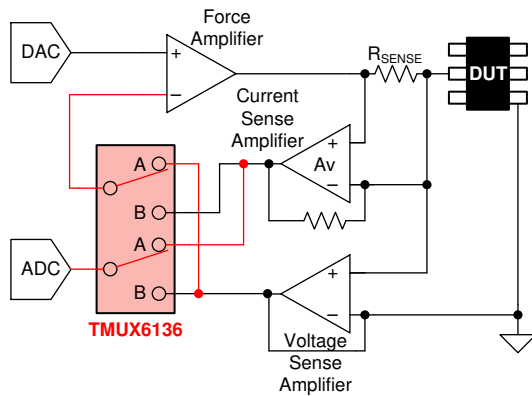 Force
Amplifier
DAC
+
−
RSENSE
DUT
Current
Sense
Amplifier
+
Av
−
A
B
A
B
ADC
TMUX6136
+
−
Voltage
Sense
Amplifier